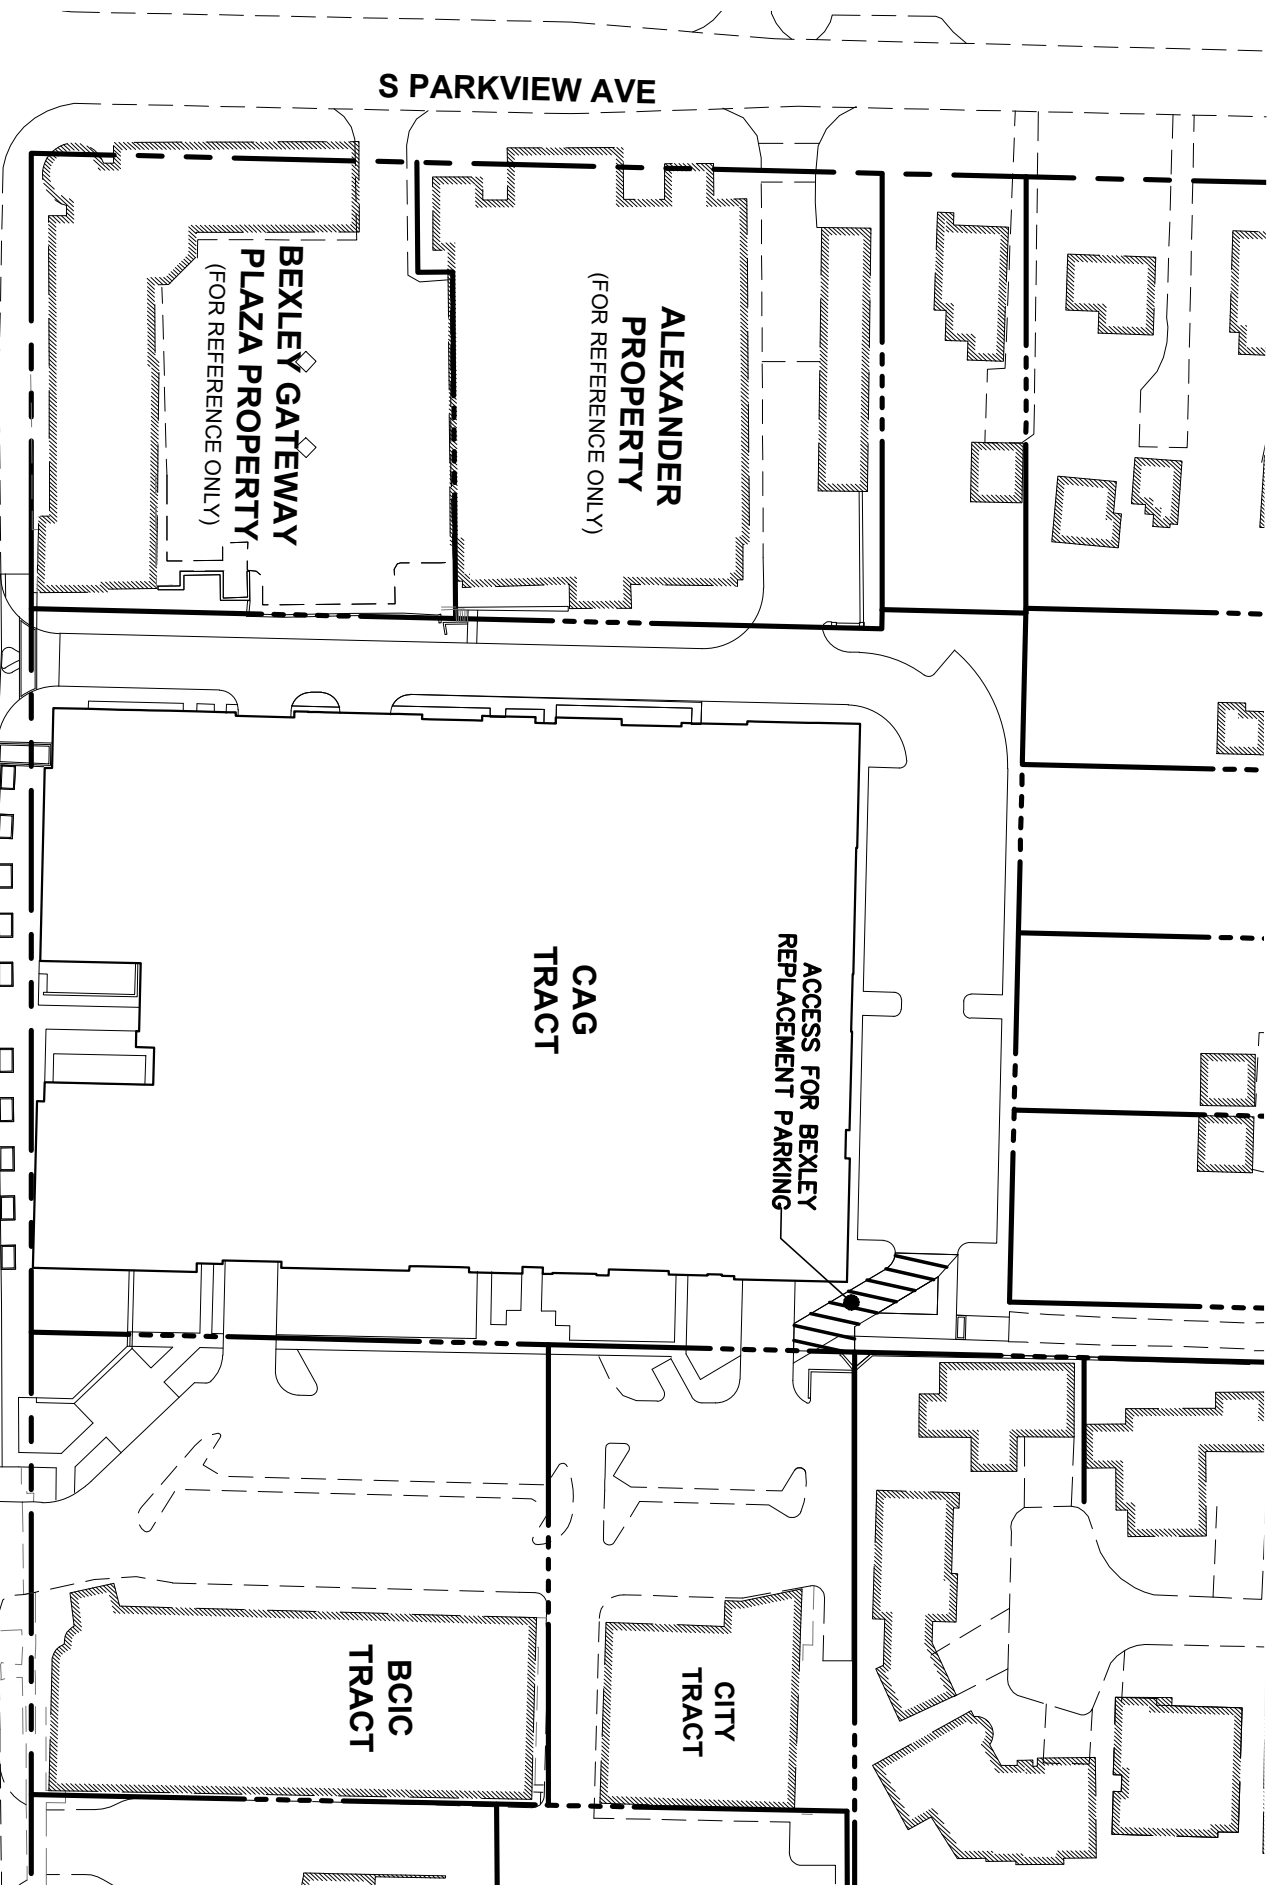 S PARKVIEW AVE
BEXLEY GATEWAY
PLAZA PROPERTY
(FOR REFERENCE ONLY)
ALEXANDER
PROPERTY
(FOR REFERENCE ONLY)
CAG
TRACT
ACCESS FOR BEXLEY
REPLACEMENT PARKING
BCIC
TRACT
CITY
TRACT